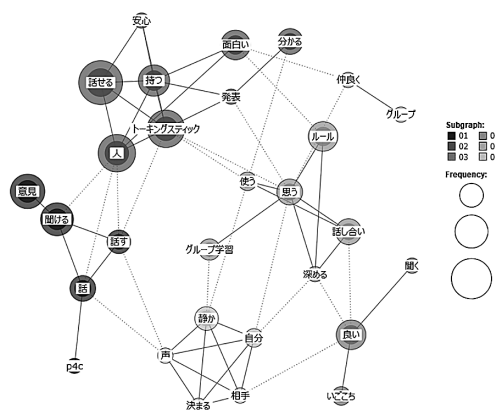 安心
面白い
分かる
話せる
持つ
仲良く
発表
グループ
トーキングスティック
ルール
人
Subgraph:
01 0
02 0
03 0
使う
思う
意見
Frequency:
聞ける
話し合い
話す
グループ学習
聞く
深める
話
静か
自分
良い
声
p4c
相手
いごこち
決まる